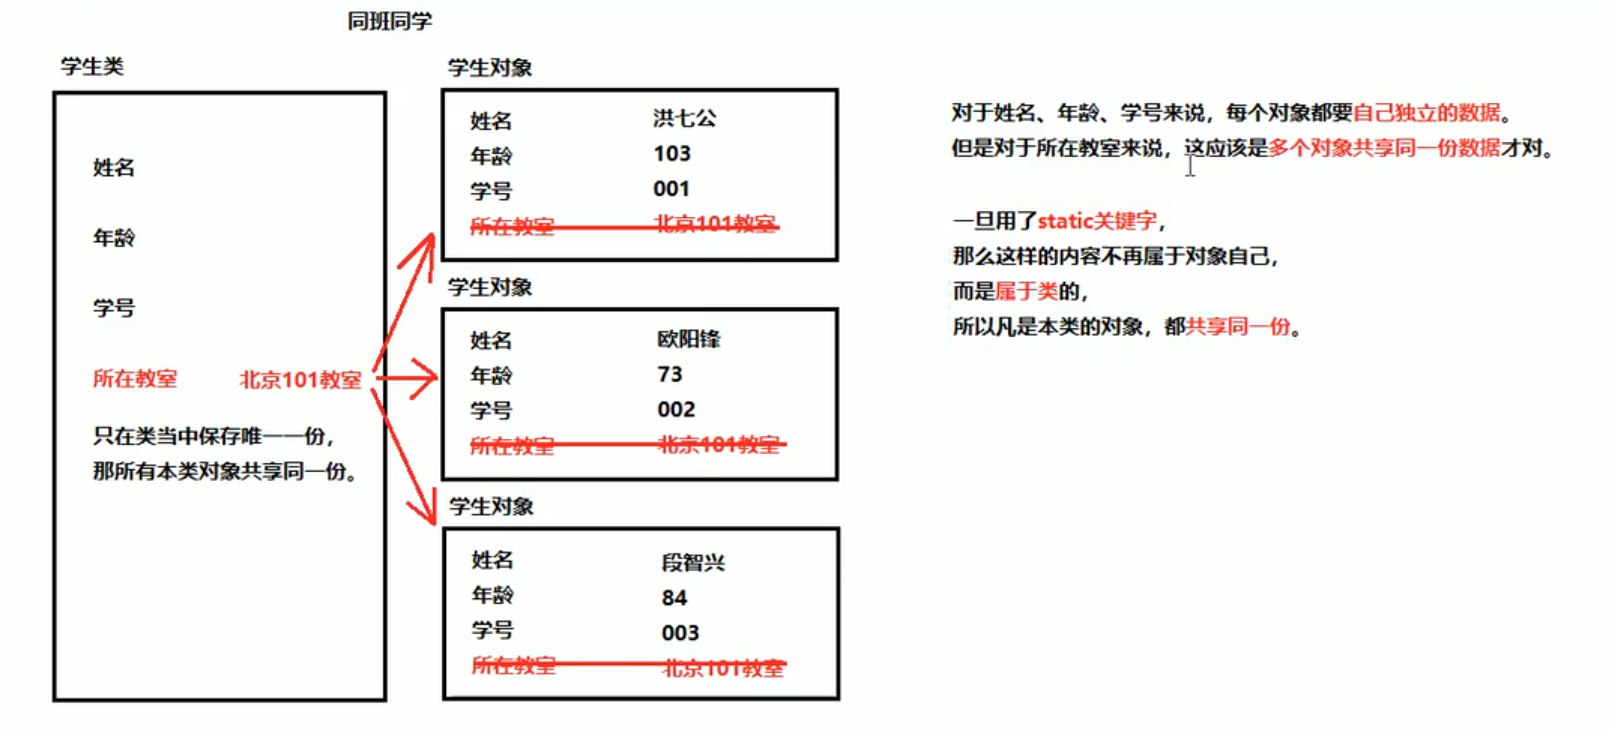 同班同学
学生类
姓名
年龄
学号
所在教室 北京101教室
只在类当中保存唯一一份，
那所有本类对象共享同一份。
学生对象
姓名 洪七公
年龄 103
学号 001
所在教室 北京101教室
学生对象
姓名 欧阳锋
年龄 73
学号 002
所在教室 北京101教室
学生对象
姓名 段智兴
年龄 84
学号 003
所在教室 北京101教室
对于姓名、年龄、学号来说，每个对象都要自己独立的数据。
但是对于所在教室来说，这应该是多个对象共享同一份数据才对。
一旦用了static关键字，
那么这样的内容不再属于对象自己，
而是属于类的，
所以凡是本类的对象，都共享同一份。